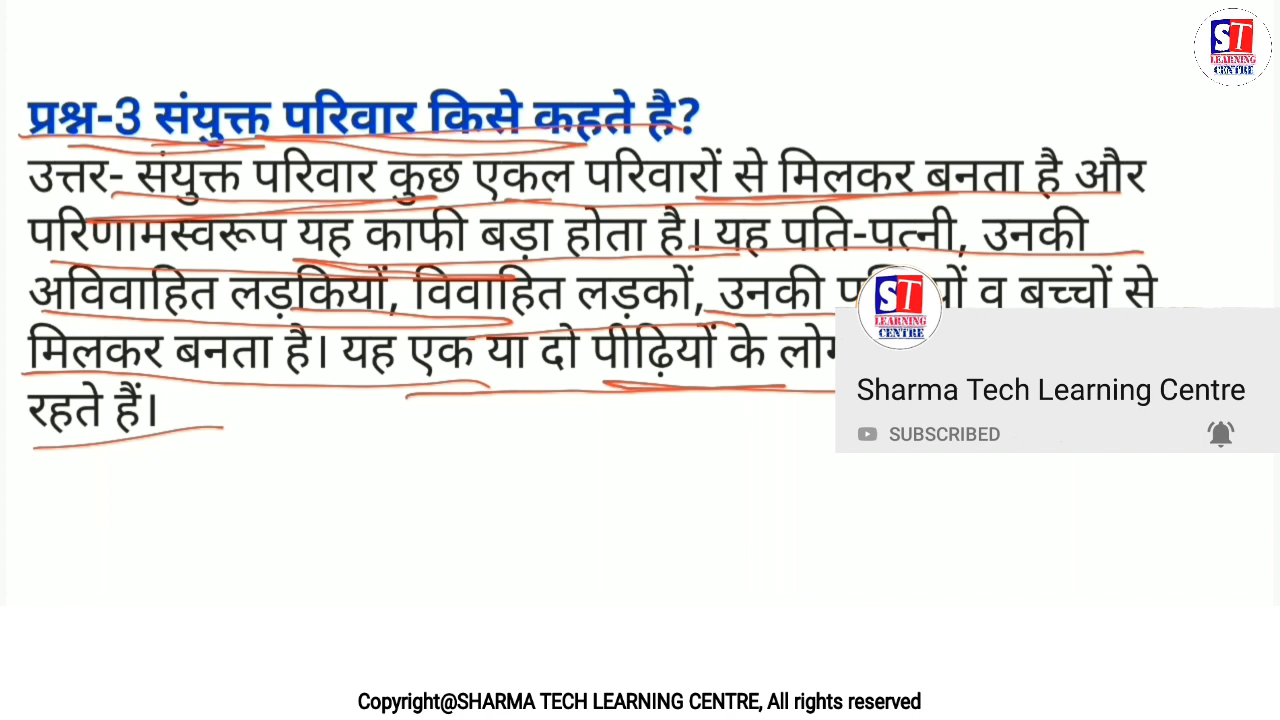 ST
LEARNING
CENTRE
प्रश्न-3 संयुक्त परिवार किसे कहते है?
उत्तर- संयुक्त परिवार कुछ एकल परिवारों से मिलकर बनता है और
परिणामस्वरूप यह काफी बड़ा होता है। यह पति-पत्नी, उनकी
अविवाहित लड़कियों, विवाहित लड़कों, उनकी व बच्चों से
मिलकर बनता है। यह एक या दो पीढ़ियों के
रहते हैं।
ST
LEARNING
CENTRE
Sharma Tech Learning Centre
SUBSCRIBED
Copyright@SHARMA TECH LEARNING CENTRE, All rights reserved